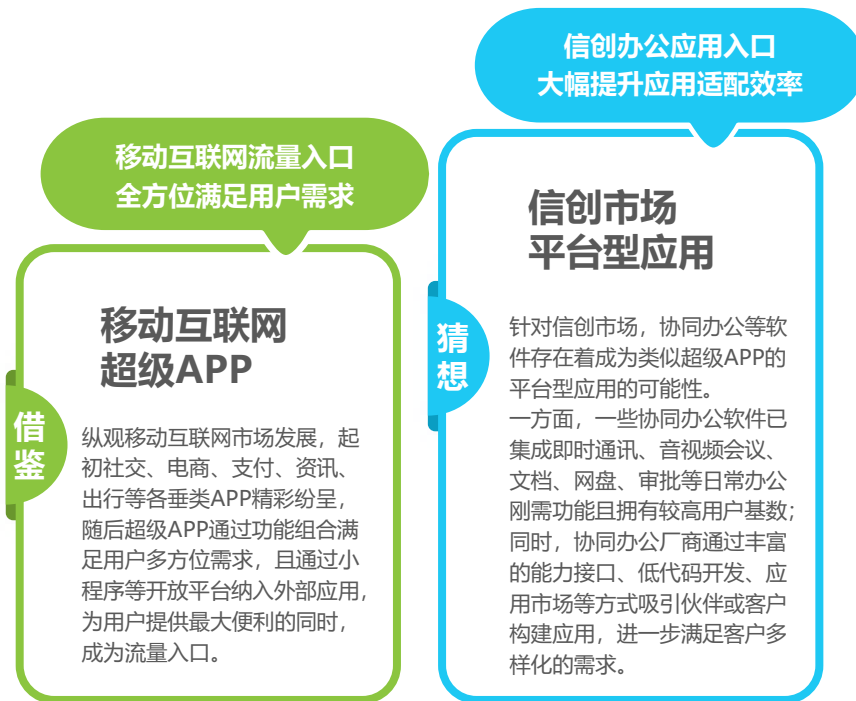 移动互联网流量入口
全方位满足用户需求
移动互联网
超级APP
借
鉴
纵观移动互联网市场发展，起
初社交、电商、支付、资讯、
出行等各垂类APP精彩纷呈，
随后超级APP通过功能组合满
足用户多方位需求，且通过小
程序等开放平台纳入外部应用，
为用户提供最大便利的同时，
成为流量入口。
信创办公应用入口
大幅提升应用适配效率
信创市场
平台型应用
猜
想
针对信创市场，协同办公等软
件存在着成为类似超级APP的
平台型应用的可能性。
一方面，一些协同办公软件已
集成即时通讯、音视频会议、
文档、网盘、审批等日常办公
刚需功能且拥有较高用户基数；
同时，协同办公厂商通过丰富
的能力接口、低代码开发、应
用市场等方式吸引伙伴或客户
构建应用，进一步满足客户多
样化的需求。